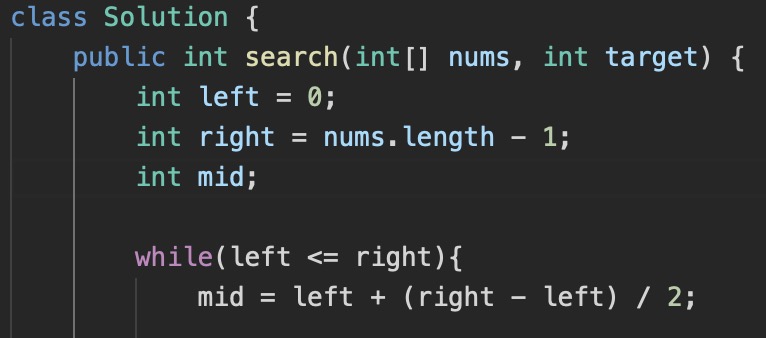 class Solution {
    public int search(int[] nums, int target) {
        int left = 0;
        int right = nums.length - 1;
        int mid;
        while(left <= right){
            mid = left + (right - left) / 2;